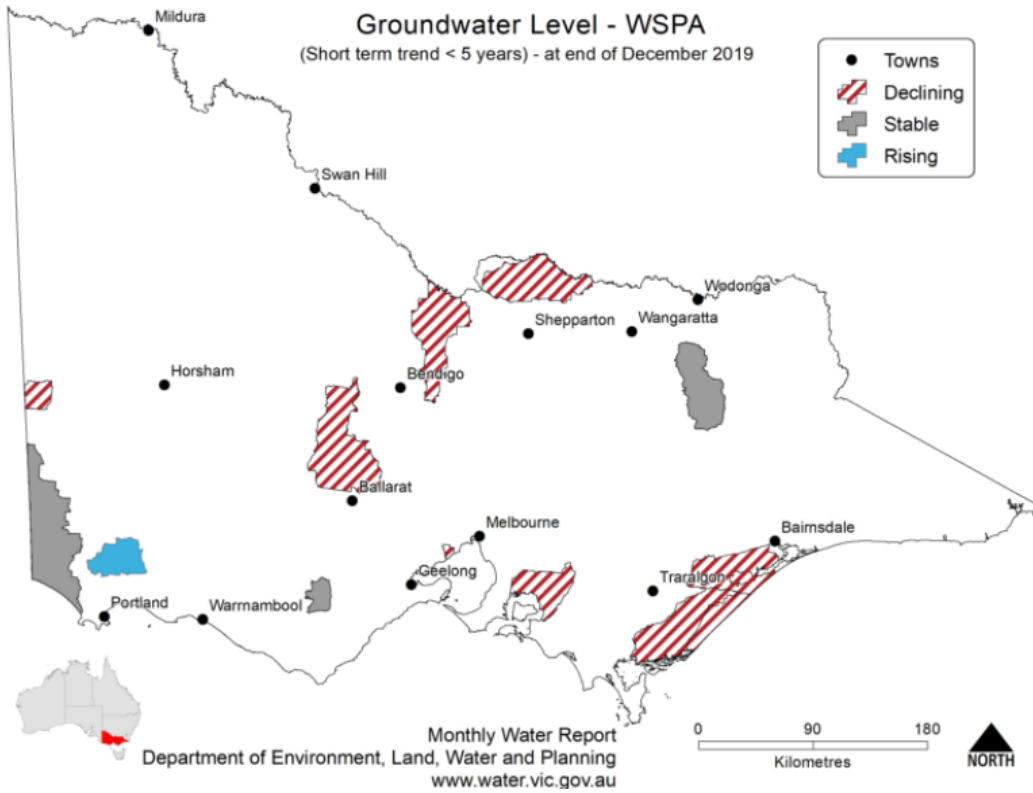 Groundwater Level - WSPA
(Short term trend < 5 years) - at end of December 2019
Towns
Declining
Stable
Rising
Mildura
Swan Hill
Wodonga
Shepparton
Wangaratta
Horsham
Bendigo
Ballarat
Melbourne
Bairnsdale
Geelong
Traralgon
Portland
Warrnambool
Monthly Water Report
Department of Environment, Land, Water and Planning
www.water.vic.gov.au
0 90 180
Kilometres
NORTH